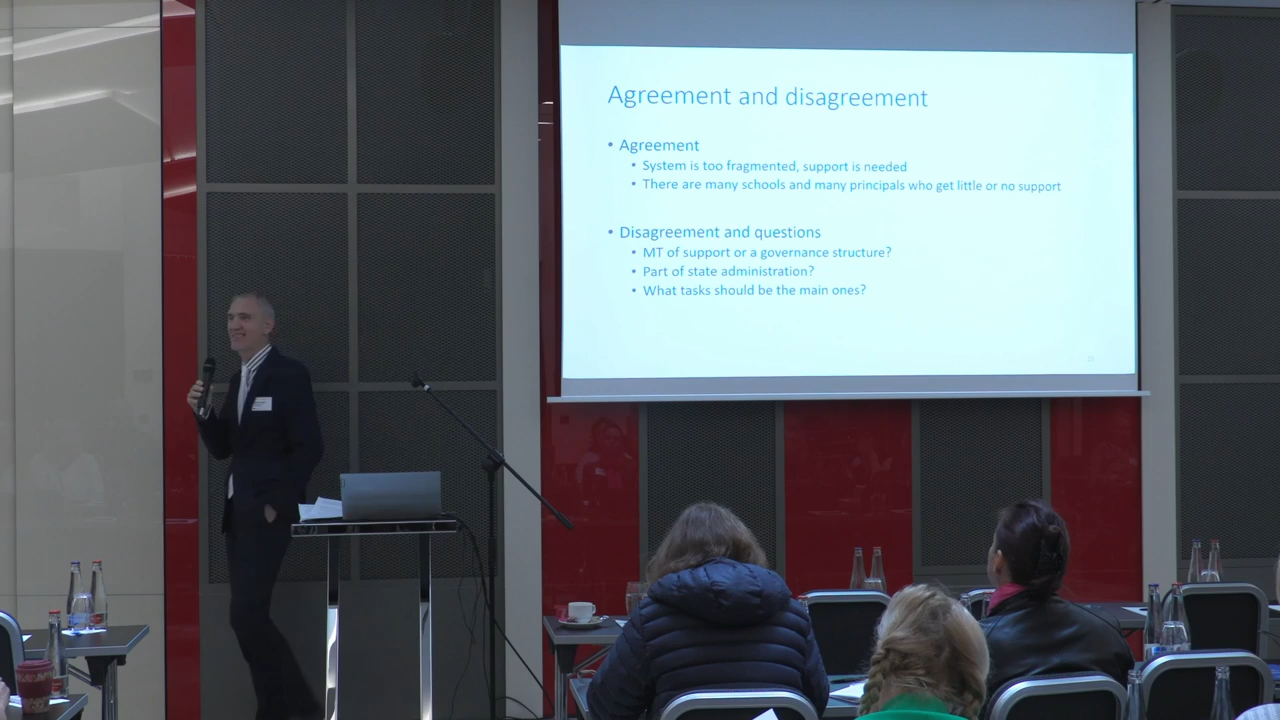 Agreement and disagreement
• Agreement
• System is too fragmented, support is needed
• There are many schools and many principals who get little or no support
• Disagreement and questions
• MT of support or a governance structure?
• Part of state administration?
• What tasks should be the main ones?